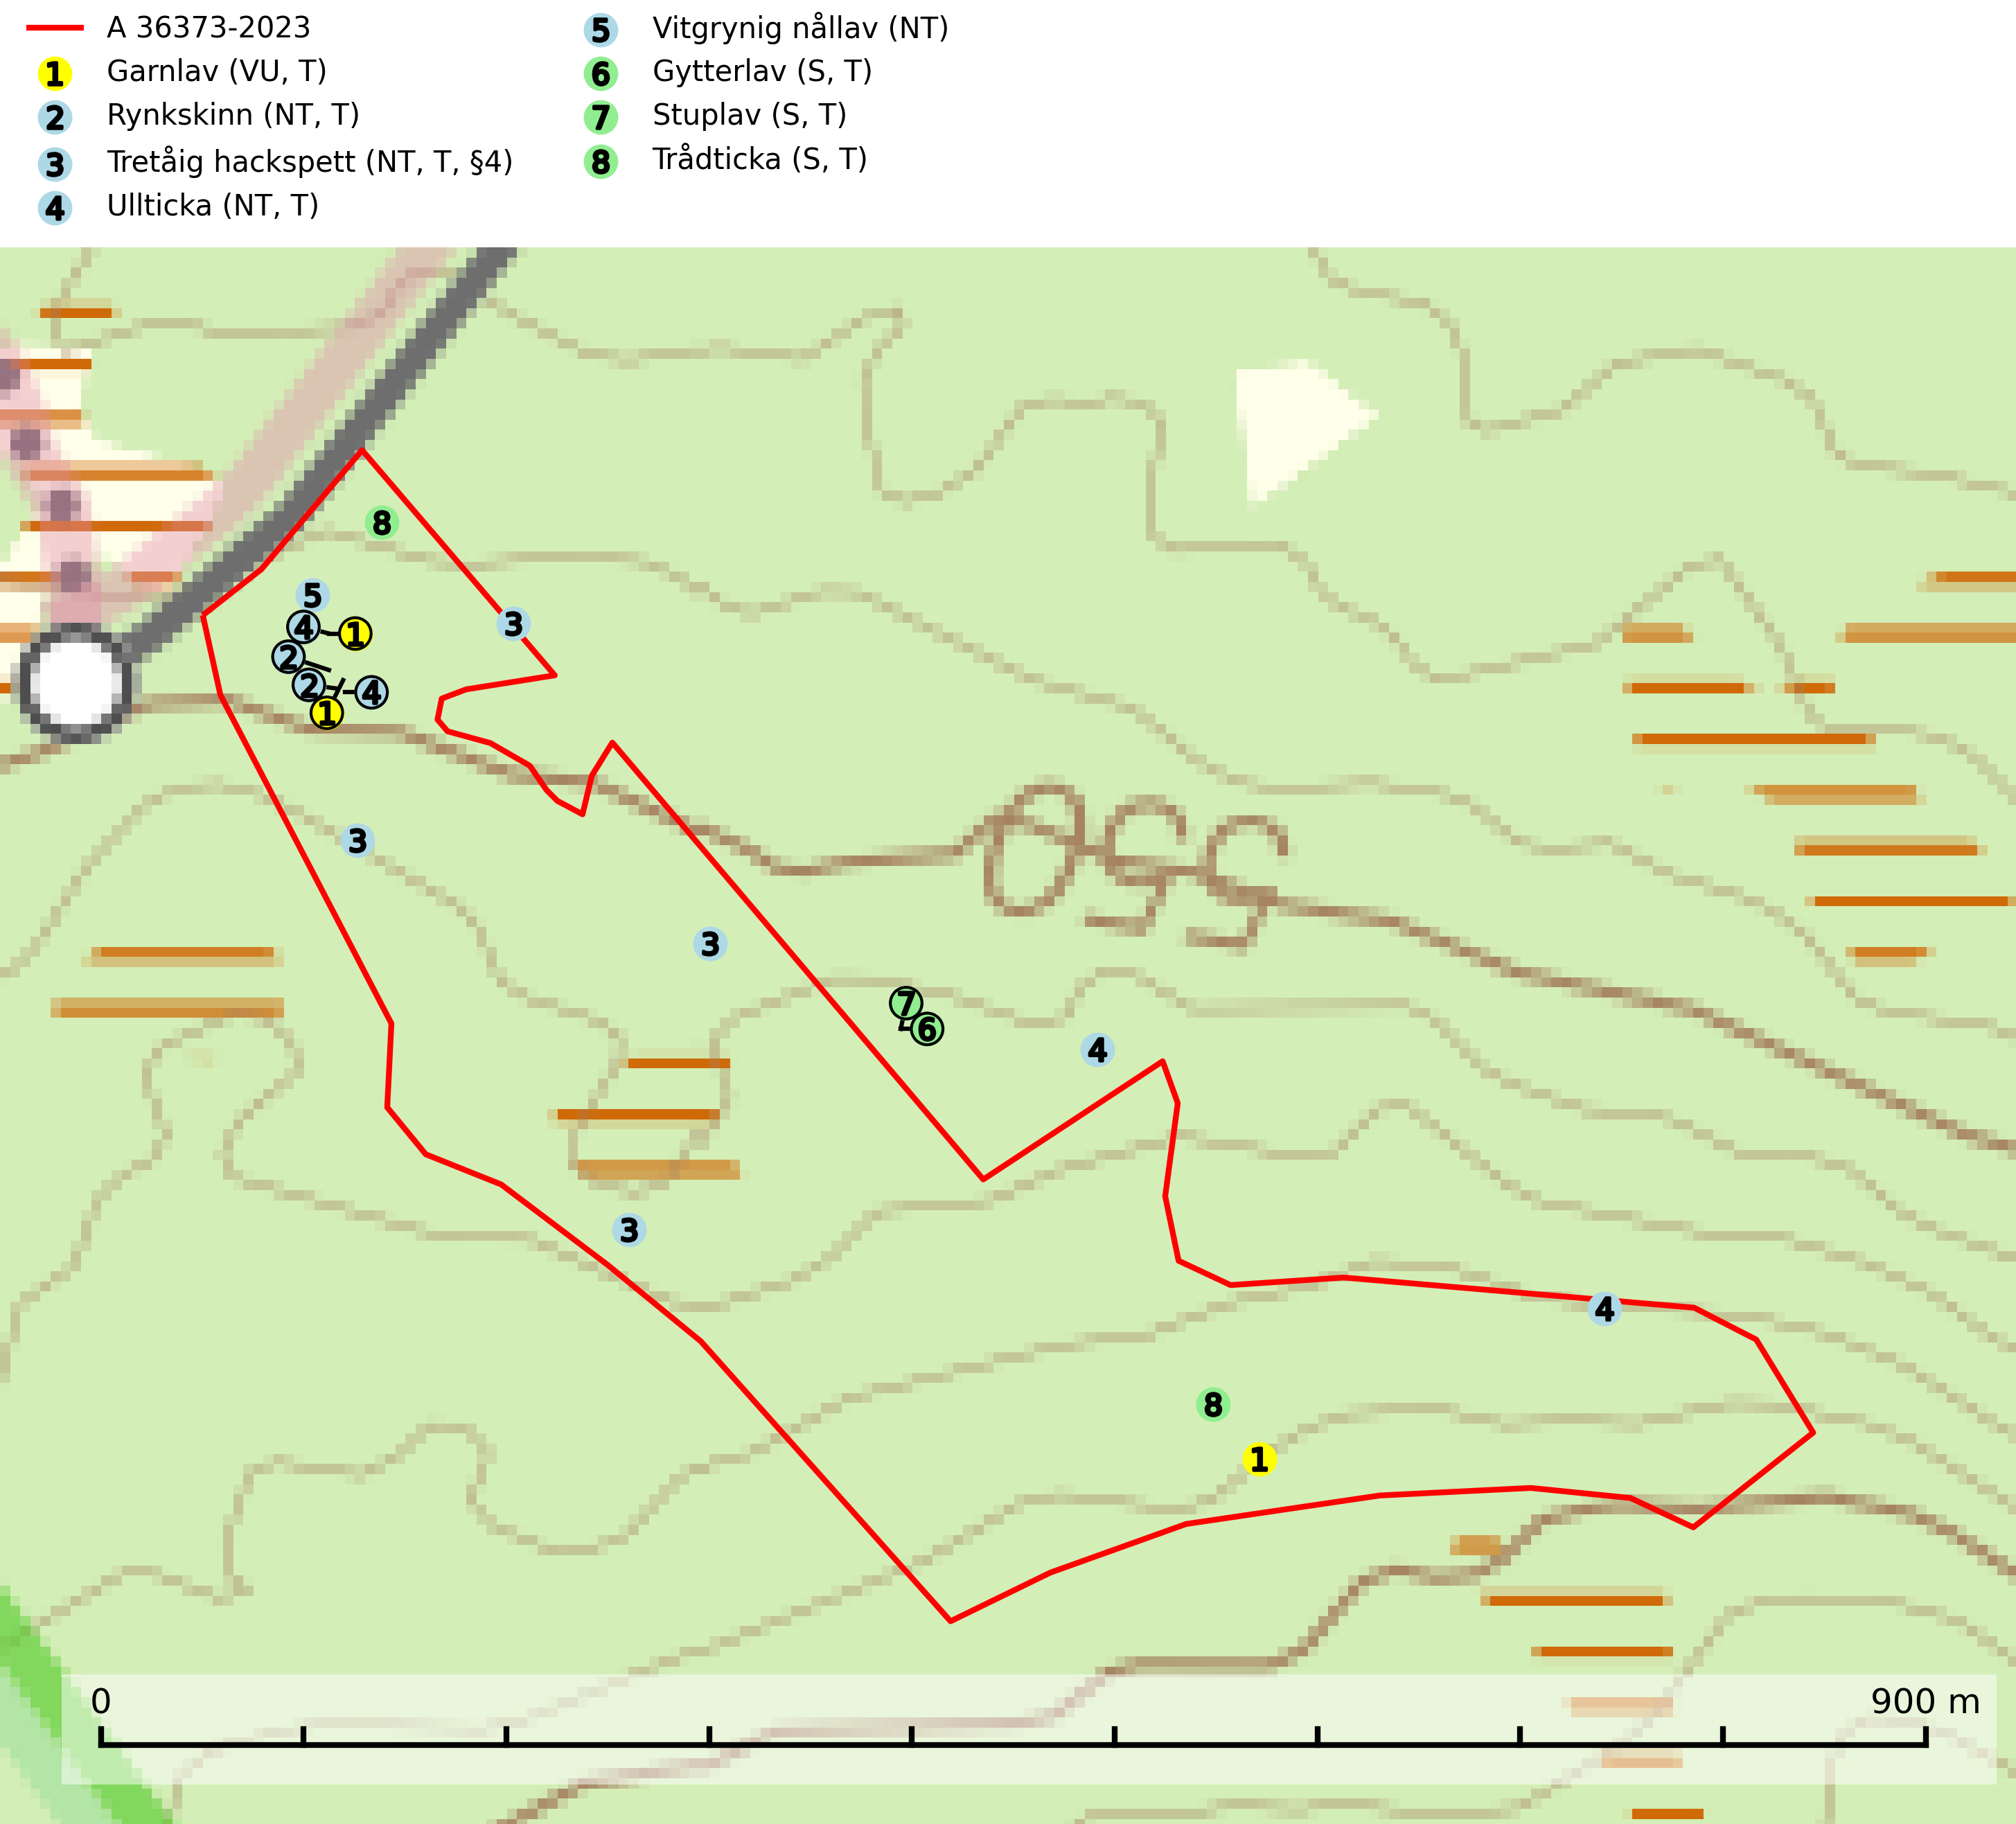 A 36373-2023
1 Garnlav (VU, T)
2 Rynkskinn (NT, T)
3 Tretåig hackspett (NT, T, §4)
4 Ullticka (NT, T)
5 Vitgrynig nållav (NT)
6 Gytterlav (S, T)
7 Stuplav (S, T)
8 Trådticka (S, T)
8
5
3
4
1
2
2
4
1
3
3
7
6
4
3
4
8
1
0
900 m